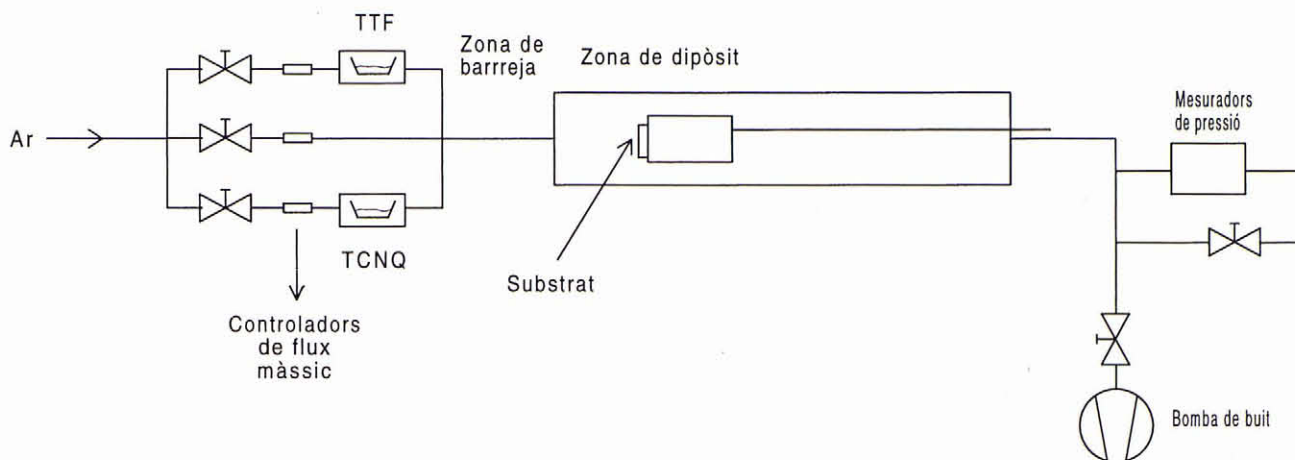 TTF
Zona de
barrreja
Zona de dipòsit
Mesuradors
de pressió
Ar
TCNQ
Substrat
Controladors
de flux
màssic
Bomba de buit